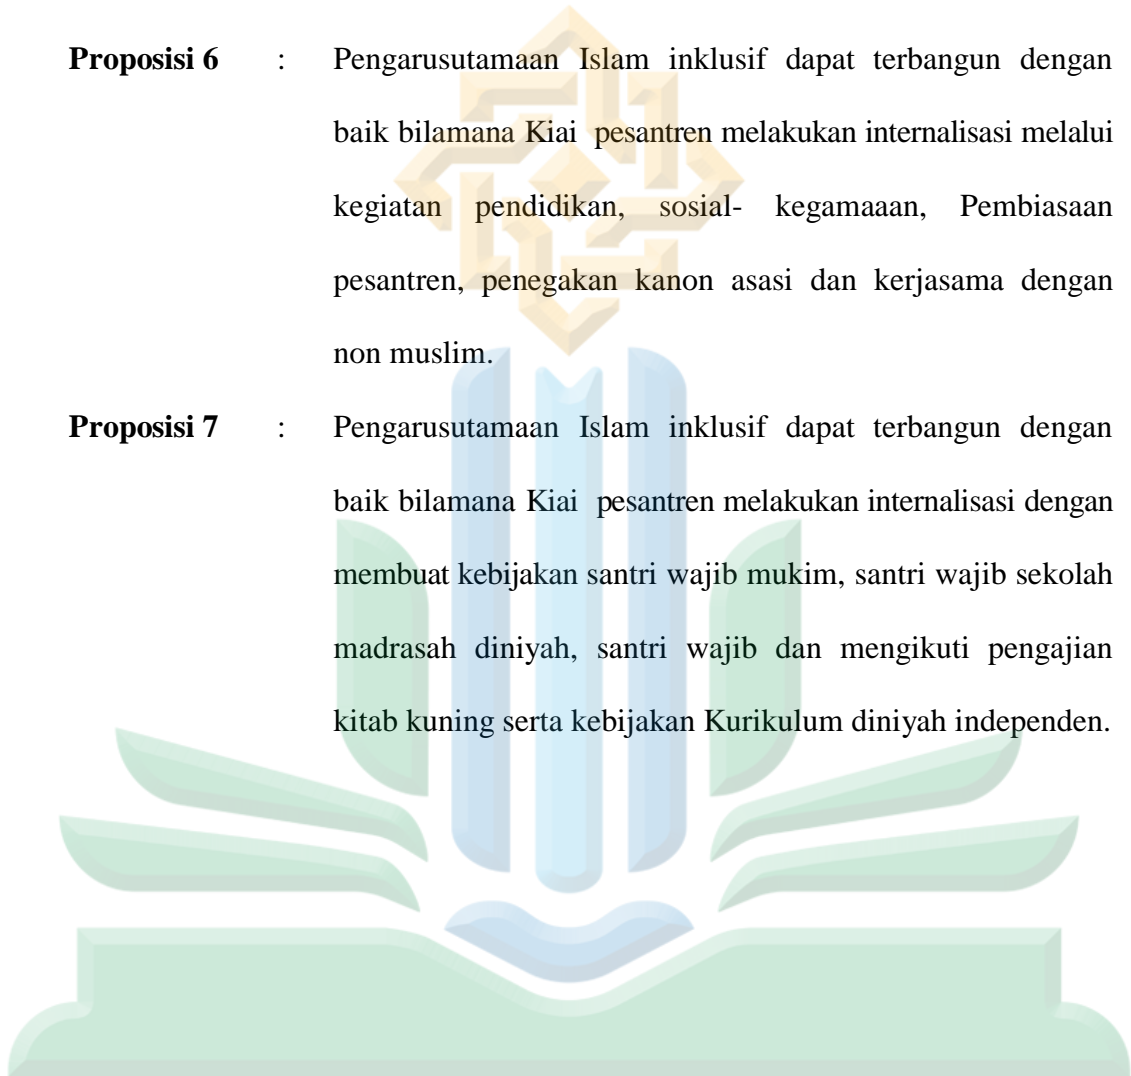 Proposisi 6 : Pengarusutamaan Islam inklusif dapat terbangun dengan
baik bilamana Kiai pesantren melakukan internalisasi melalui
kegiatan pendidikan, sosial- kegamaaan, Pembiasaan
pesantren, penegakan kanon asasi dan kerjasama dengan
non muslim.
Proposisi 7 : Pengarusutamaan Islam inklusif dapat terbangun dengan
baik bilamana Kiai pesantren melakukan internalisasi dengan
membuat kebijakan santri wajib mukim, santri wajib sekolah
madrasah diniyah, santri wajib dan mengikuti pengajian
kitab kuning serta kebijakan Kurikulum diniyah independen.